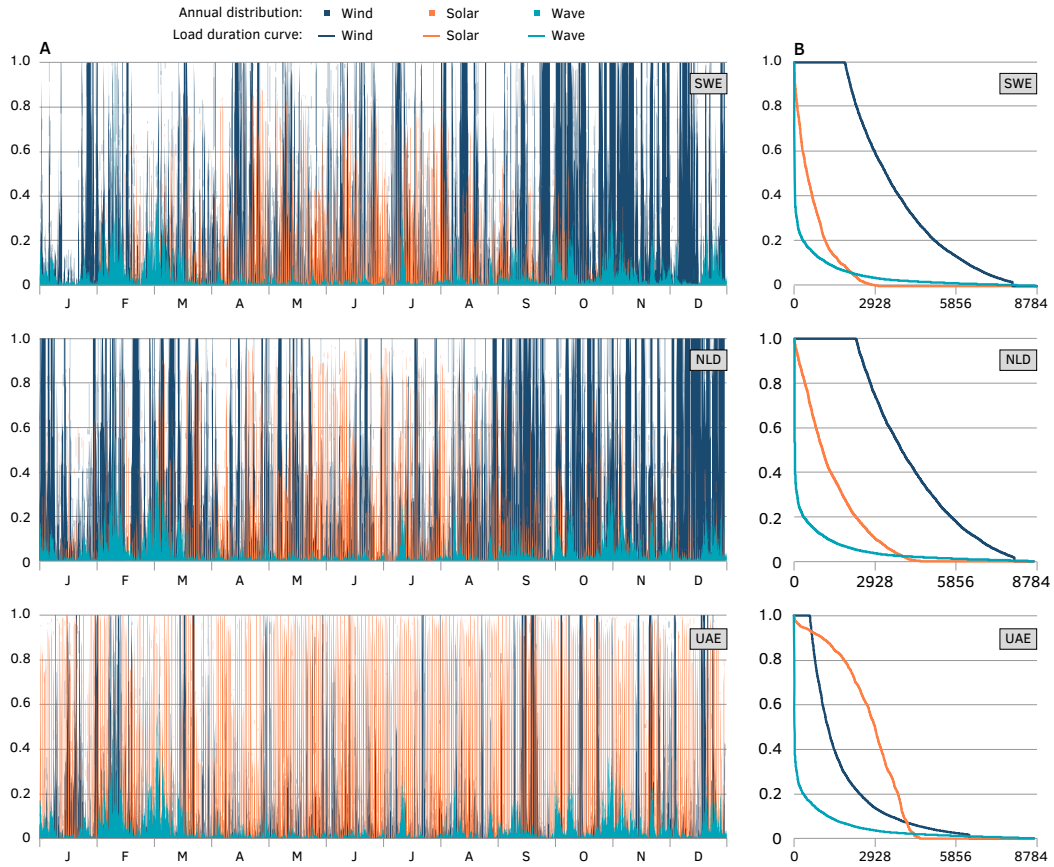 Annual distribution: Wind Solar Wave
Load duration curve: Wind Solar Wave
A
1.0
0.8
0.6
0.4
0.2
0
SWE
J F M A M J J A S O N D
B
1.0
0.8
0.6
0.4
0.2
0
SWE
0 2928 5856 8784
1.0
0.8
0.6
0.4
0.2
0
NLD
J F M A M J J A S O N D
1.0
0.8
0.6
0.4
0.2
0
NLD
0 2928 5856 8784
1.0
0.8
0.6
0.4
0.2
0
UAE
J F M A M J J A S O N D
1.0
0.8
0.6
0.4
0.2
0
UAE
0 2928 5856 8784